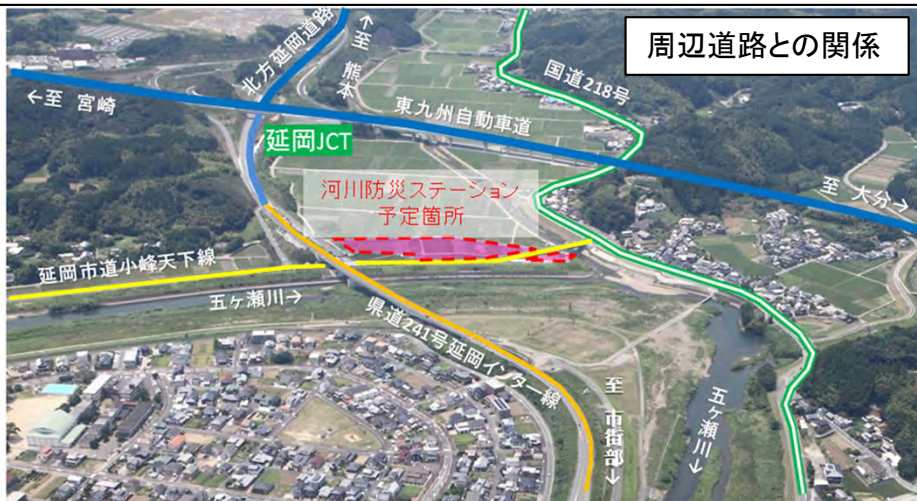 周辺道路との関係
北方延岡道路
←至 熊本
国道218号
←至 宮崎
東九州自動車道
延岡JCT
河川防災ステーション
予定箇所
至 大分→
延岡市道小峰天下線
五ヶ瀬川→
県道241号延岡インター線
至 市街部→
五ヶ瀬川→